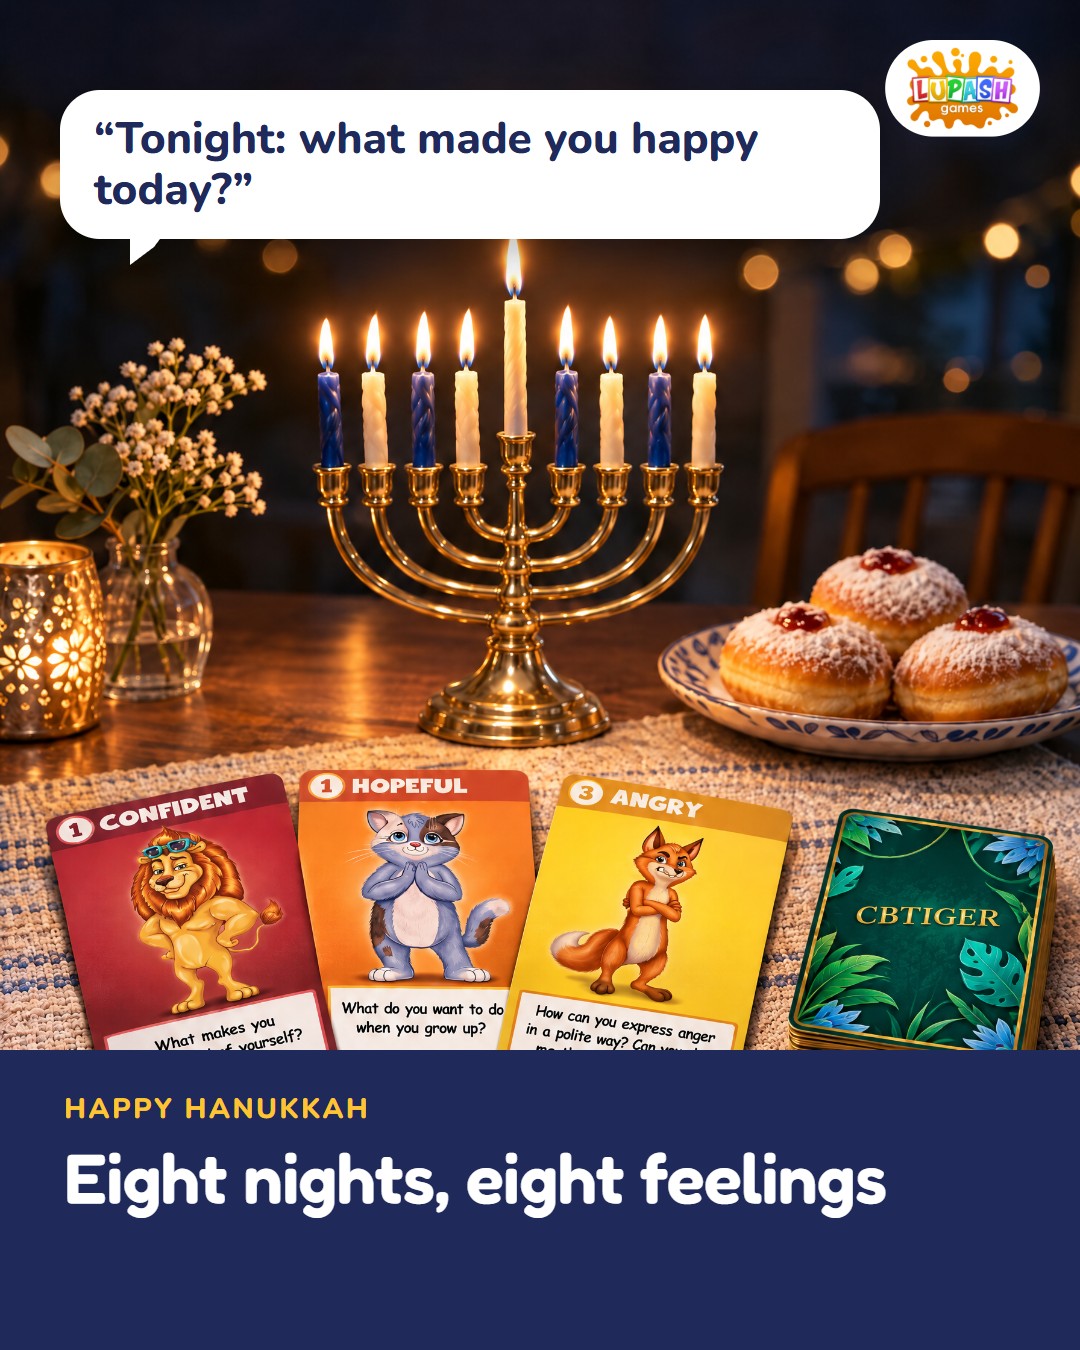 “Tonight: what made you happy
today?”
LUPASH
games
1 CONFIDENT
What makes you
of yourself?
1 HOPEFUL
What do you want to do
when you grow up?
3 ANGRY
How can you express anger
in a polite way? Can you
CBTIGER
HAPPY HANUKKAH
Eight nights, eight feelings